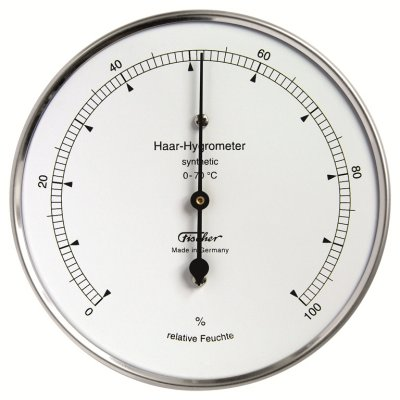 0
20
40
60
80
100
Haar-Hygrometer
synthetic
0-70 °C
Fischer
Made in Germany
%
relative Feuchte